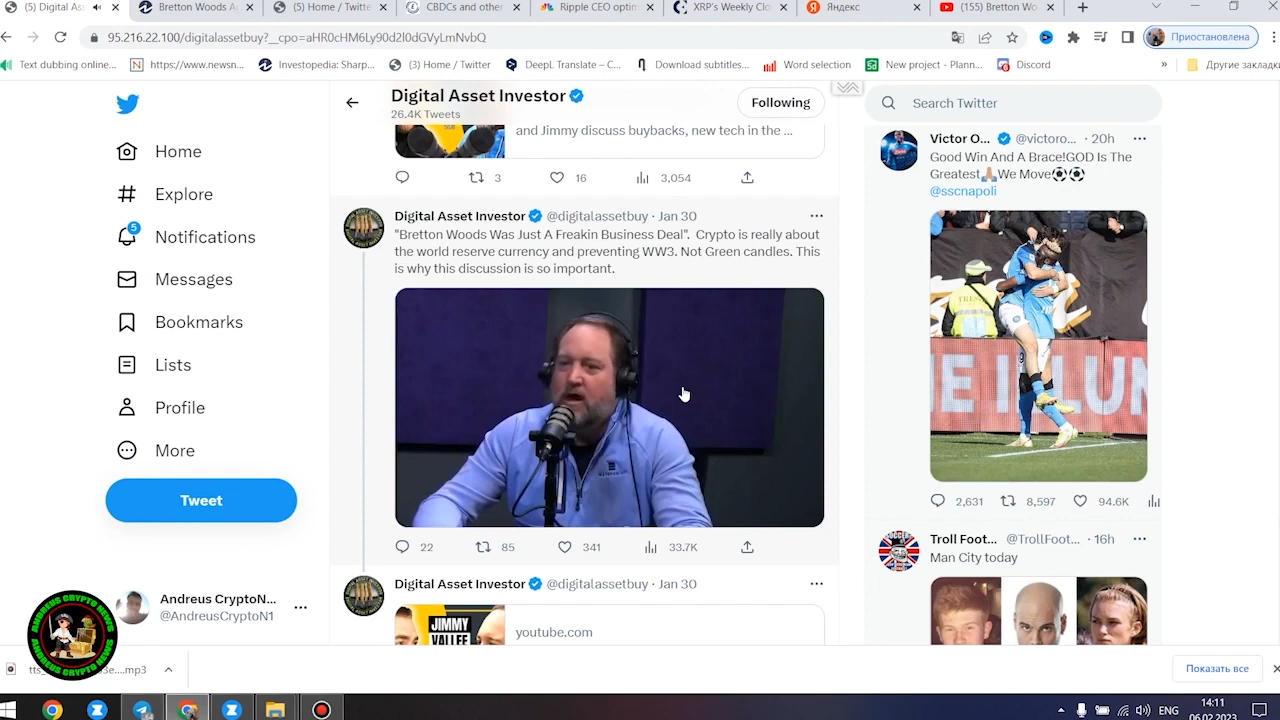 (5) Digital As
Bretton Woods A
(5) Home / Twitte
CBDCs and other
Ripple CEO optim
XRP's Weekly Clo
Яндекс
(155) Bretton Wo
95.216.22.100/digitalassetbuy?__cpo=aHR0cHM6Ly90d2l0dGVyLmNvbQ
Приостановлена
Text dubbing online...
https://www.newsn...
Investopedia: Sharp...
(3) Home / Twitter
DeepL Translate – C...
Download subtitles...
Word selection
New project - Plann...
Discord
»
Другие закладки
Home
Explore
5
Notifications
Messages
Bookmarks
Lists
Profile
More
Tweet
Andreus CryptoN...
@AndreusCryptoN1
ANDREUS CRYPTO NEWS
ANDREUS CRYPTO NEWS
Digital Asset Investor
26.4K Tweets
Following
and Jimmy discuss buybacks, new tech in the ...
3
16
3,054
Digital Asset Investor @digitalassetbuy · Jan 30
"Bretton Woods Was Just A Freakin Business Deal".  Crypto is really about
the world reserve currency and preventing WW3. Not Green candles. This
is why this discussion is so important.
22
85
341
33.7K
Digital Asset Investor @digitalassetbuy · Jan 30
JIMMY
VALLEE
youtube.com
Search Twitter
Victor O... @victoro... · 20h
Good Win And A Brace!GOD Is The
Greatest🙏🏽We Move⚽⚽
@sscnapoli
2,631
8,597
94.6K
Troll Foot... @TrollFoot... · 16h
Man City today
Показать все
14:11
ENG
06.02.2023